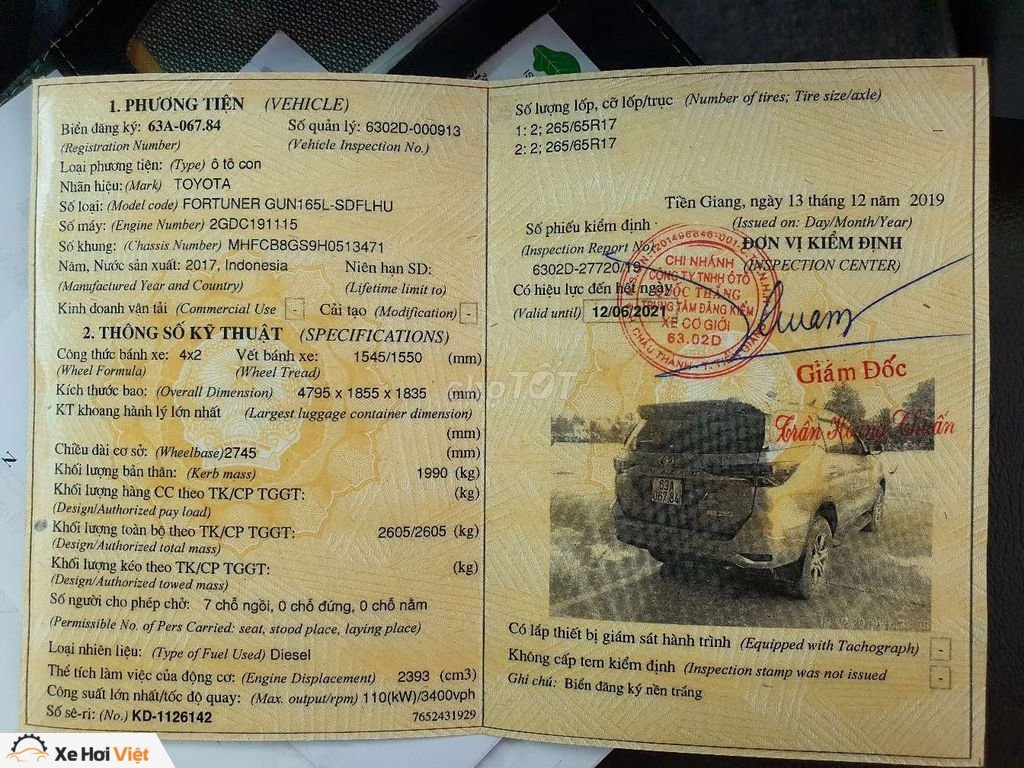 1. PHƯƠNG TIỆN (VEHICLE)
Biển đăng ký: 63A-067.84 Số quản lý: 6302D-000913
(Registration Number) (Vehicle Inspection No.)
Loại phương tiện: (Type) ô tô con
Nhãn hiệu: (Mark) TOYOTA
Số loại: (Model code) FORTUNER GUN165L-SDFLHU
Số máy: (Engine Number) 2GDC191115
Số khung: (Chassis Number) MHFCB8GS9H0513471
Năm, Nước sản xuất: 2017, Indonesia Niên hạn SD:
(Manufactured Year and Country) (Lifetime limit to)
Kinh doanh vận tải (Commercial Use - Cải tạo (Modification) -
2. THÔNG SỐ KỸ THUẬT (SPECIFICATIONS)
Công thức bánh xe: 4x2 Vết bánh xe: 1545/1550 (mm)
(Wheel Formula) (Wheel Tread)
Kích thước bao: (Overall Dimension) 4795 x 1855 x 1835 (mm)
KT khoang hành lý lớn nhất (Largest luggage container dimension)
(mm)
Chiều dài cơ sở: (Wheelbase)2745 (mm)
Khối lượng bản thân: (Kerb mass) 1990 (kg)
Khối lượng hàng CC theo TK/CP TGGT: (kg)
(Design/Authorized pay load)
Khối lượng toàn bộ theo TK/CP TGGT: 2605/2605 (kg)
(Design/Authorized total mass)
Khối lượng kéo theo TK/CP TGGT: (kg)
(Design/Authorized towed mass)
Số người cho phép chở: 7 chỗ ngồi, 0 chỗ đứng, 0 chỗ nằm
(Permissible No. of Pers Carried: seat, stood place, laying place)
Loại nhiên liệu: (Type of Fuel Used) Diesel
Thể tích làm việc của động cơ: (Engine Displacement) 2393 (cm3)
Công suất lớn nhất/tốc độ quay: (Max. output/rpm) 110(kW)/3400vph
Số sê-ri: (No.) KD-1126142 7652431929
Số lượng lốp, cỡ lốp/trục (Number of tires; Tire size/axle)
1: 2; 265/65R17
2: 2; 265/65R17
Tiền Giang, ngày 13 tháng 12 năm 2019
Số phiếu kiểm định (Issued on: Day/Month/Year)
(Inspection Report No) ĐƠN VỊ KIỂM ĐỊNH
6302D-27720/19 (INSPECTION CENTER)
Có hiệu lực đến hết ngày
(Valid until) 12/06/2021
CHI NHÁNH
CÔNG TY TNHH ÔTÔ
QUỐC THẮNG
TRUNG TÂM ĐĂNG KIỂM
XE CƠ GIỚI
63.02D
Giám Đốc
Trần Hoàng Thuấn
chợTỐT
63A
067.84
Có lắp thiết bị giám sát hành trình (Equipped with Tachograph) -
Không cấp tem kiểm định (Inspection stamp was not issued -
Ghi chú: Biển đăng ký nền trắng
Xe Hơi Việt